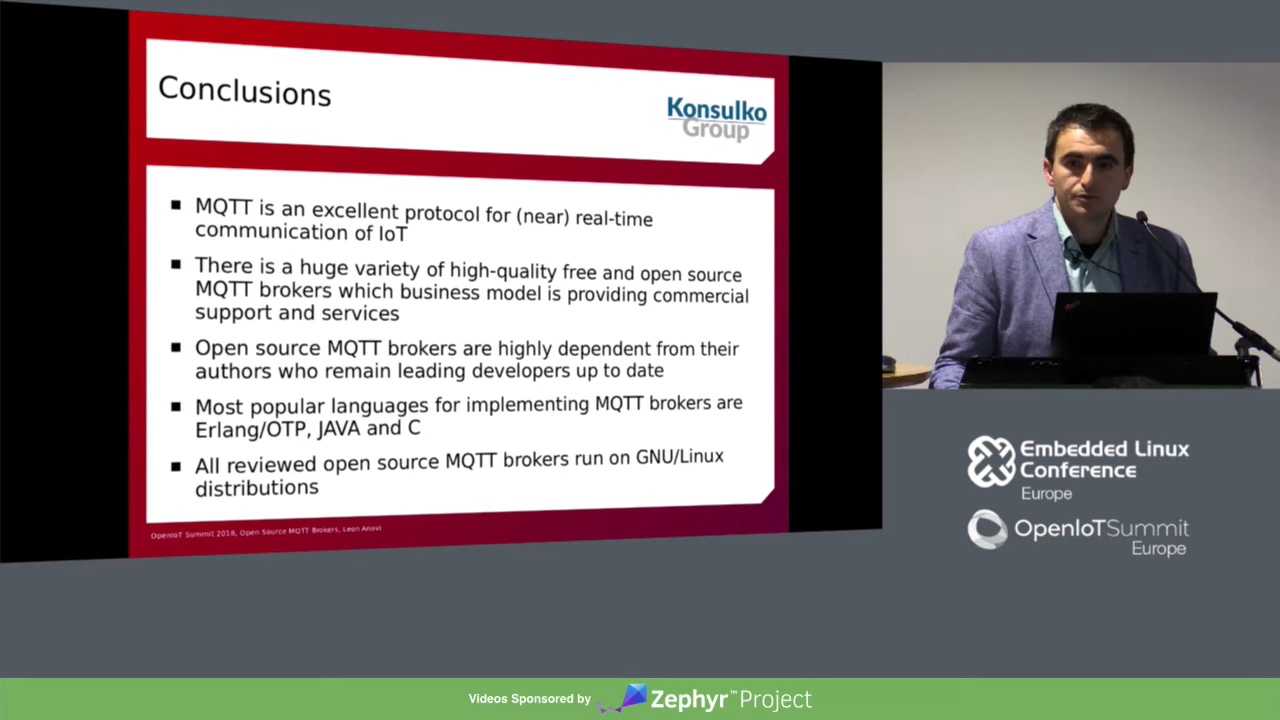 Conclusions
Konsulko
Group
■ MQTT is an excellent protocol for (near) real-time
communication of IoT
■ There is a huge variety of high-quality free and open source
MQTT brokers which business model is providing commercial
support and services
■ Open source MQTT brokers are highly dependent from their
authors who remain leading developers up to date
■ Most popular languages for implementing MQTT brokers are
Erlang/OTP, JAVA and C
■ All reviewed open source MQTT brokers run on GNU/Linux
distributions
OpenIoT Summit 2018, Open Source MQTT Brokers, Leon Anavi
Embedded Linux
Conference
Europe
OpenIoTSummit
Europe
Videos Sponsored by Zephyr™Project